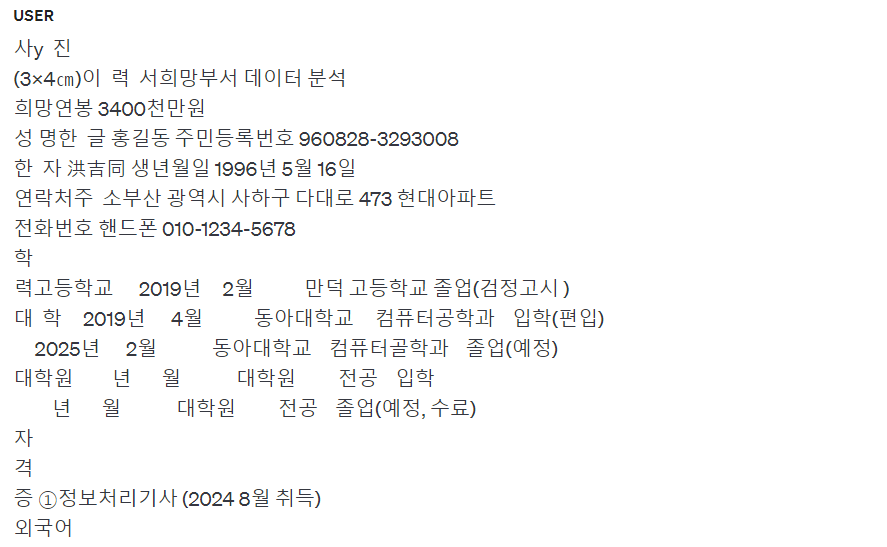 USER
사y 진
(3×4㎝)이 력 서희망부서 데이터 분석
희망연봉 3400천만원
성 명한 글 홍길동 주민등록번호 960828-3293008
한 자 洪吉同 생년월일 1996년 5월 16일
연락처주 소부산 광역시 사하구 다대로 473 현대아파트
전화번호 핸드폰 010-1234-5678
학
력고등학교 2019년 2월 만덕 고등학교 졸업(검정고시 )
대 학 2019년 4월 동아대학교 컴퓨터공학과 입학(편입)
2025년 2월 동아대학교 컴퓨터골학과 졸업(예정)
대학원 년 월 대학원 전공 입학
년 월 대학원 전공 졸업(예정, 수료)
자
격
증 ①정보처리기사 (2024 8월 취득)
외국어